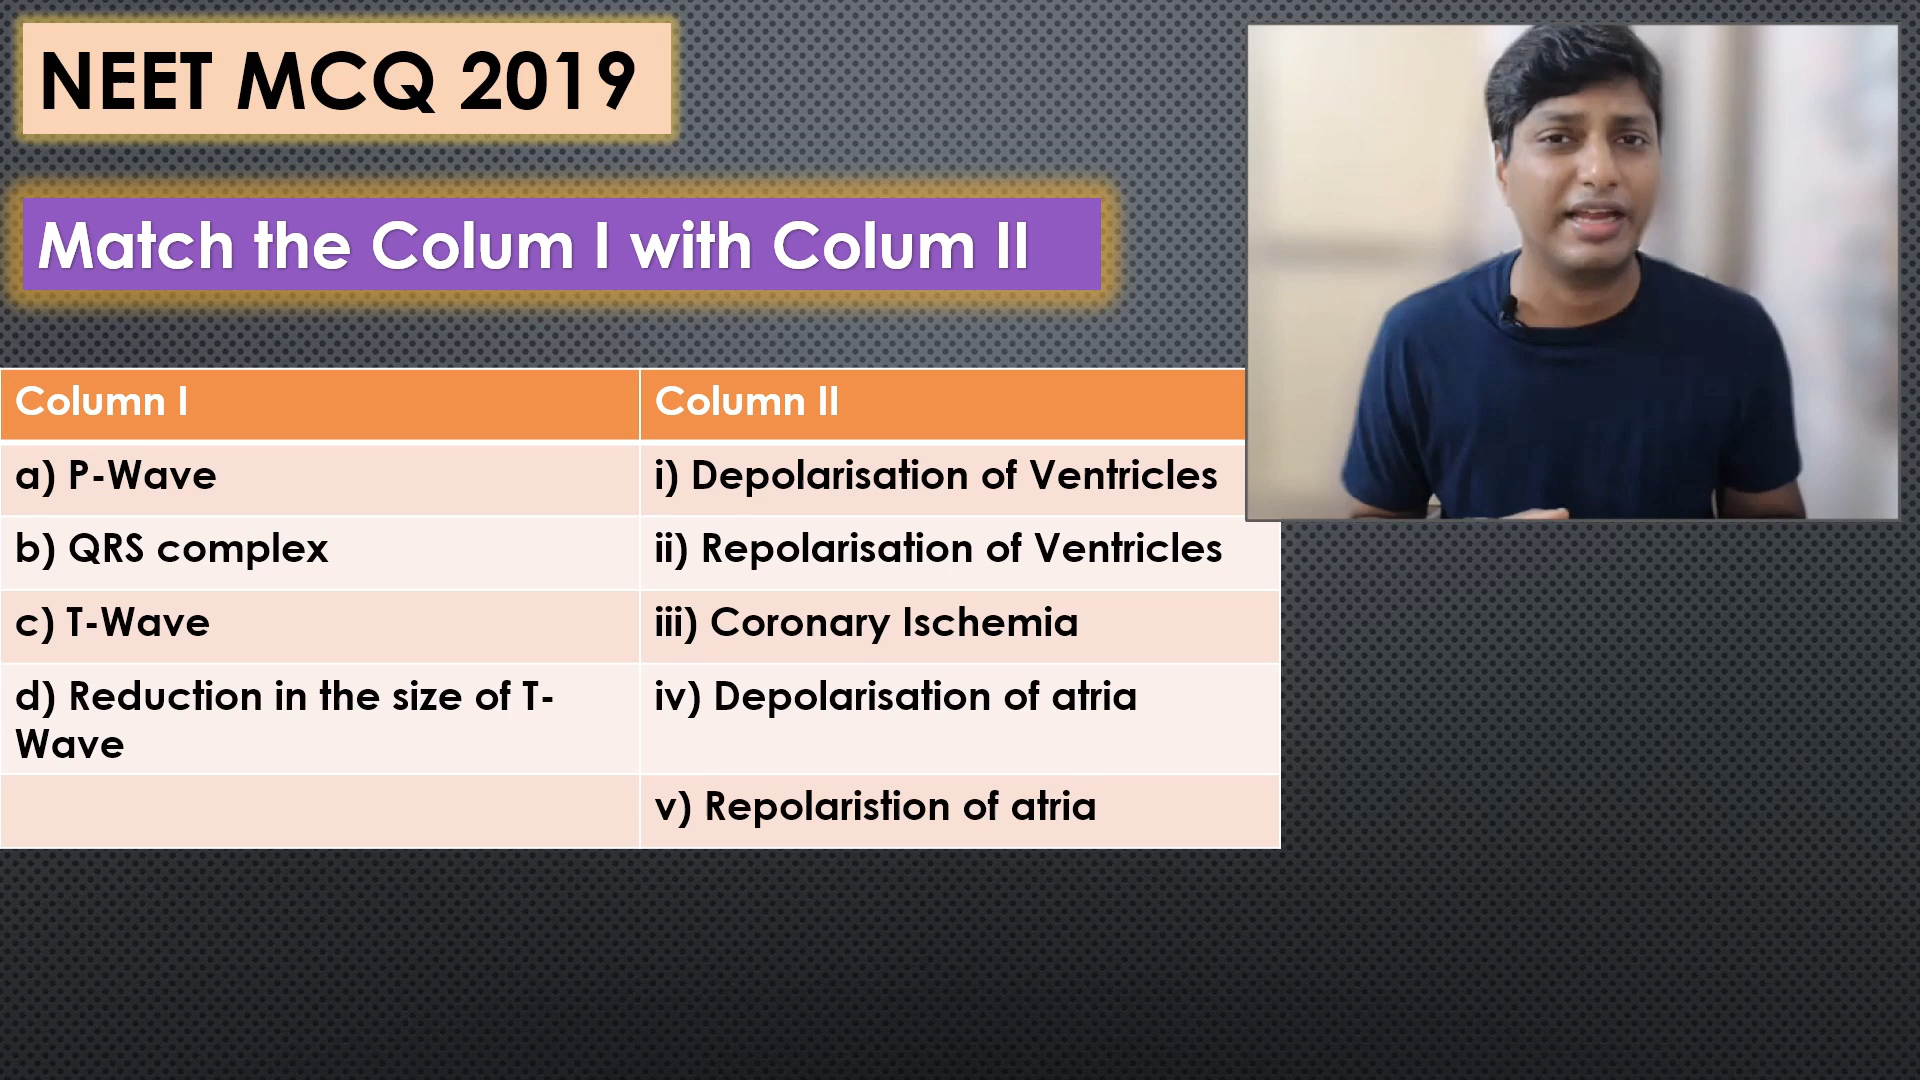 NEET MCQ 2019
Match the Colum I with Colum II
Column I
Column II
a) P-Wave
i) Depolarisation of Ventricles
b) QRS complex
ii) Repolarisation of Ventricles
c) T-Wave
iii) Coronary Ischemia
d) Reduction in the size of T-
Wave
iv) Depolarisation of atria
v) Repolaristion of atria